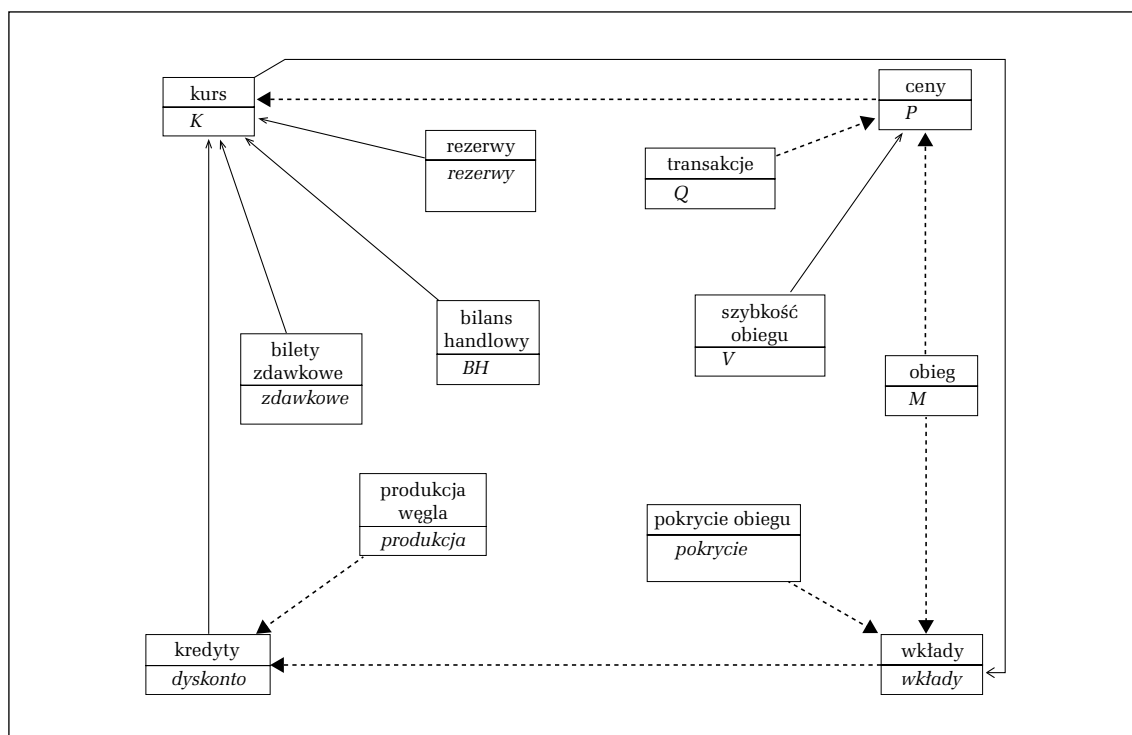 kurs
K
ceny
P
rezerwy
rezerwy
transakcje
Q
bilans
handlowy
BH
szybkość
obiegu
V
bilety
zdawkowe
zdawkowe
obieg
M
produkcja
węgla
produkcja
pokrycie obiegu
pokrycie
kredyty
dyskonto
wkłady
wkłady